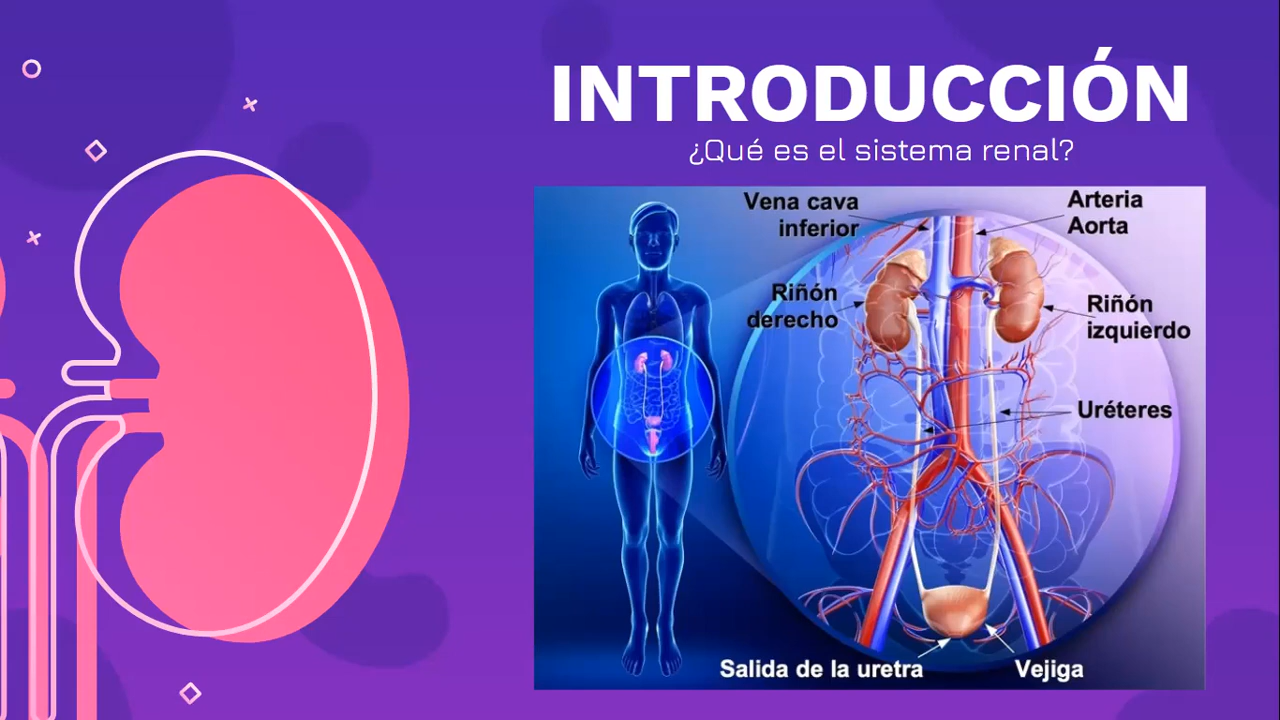 INTRODUCCIÓN
¿Qué es el sistema renal?
Vena cava
inferior
Arteria
Aorta
Riñón
derecho
Riñón
izquierdo
Uréteres
Salida de la uretra
Vejiga